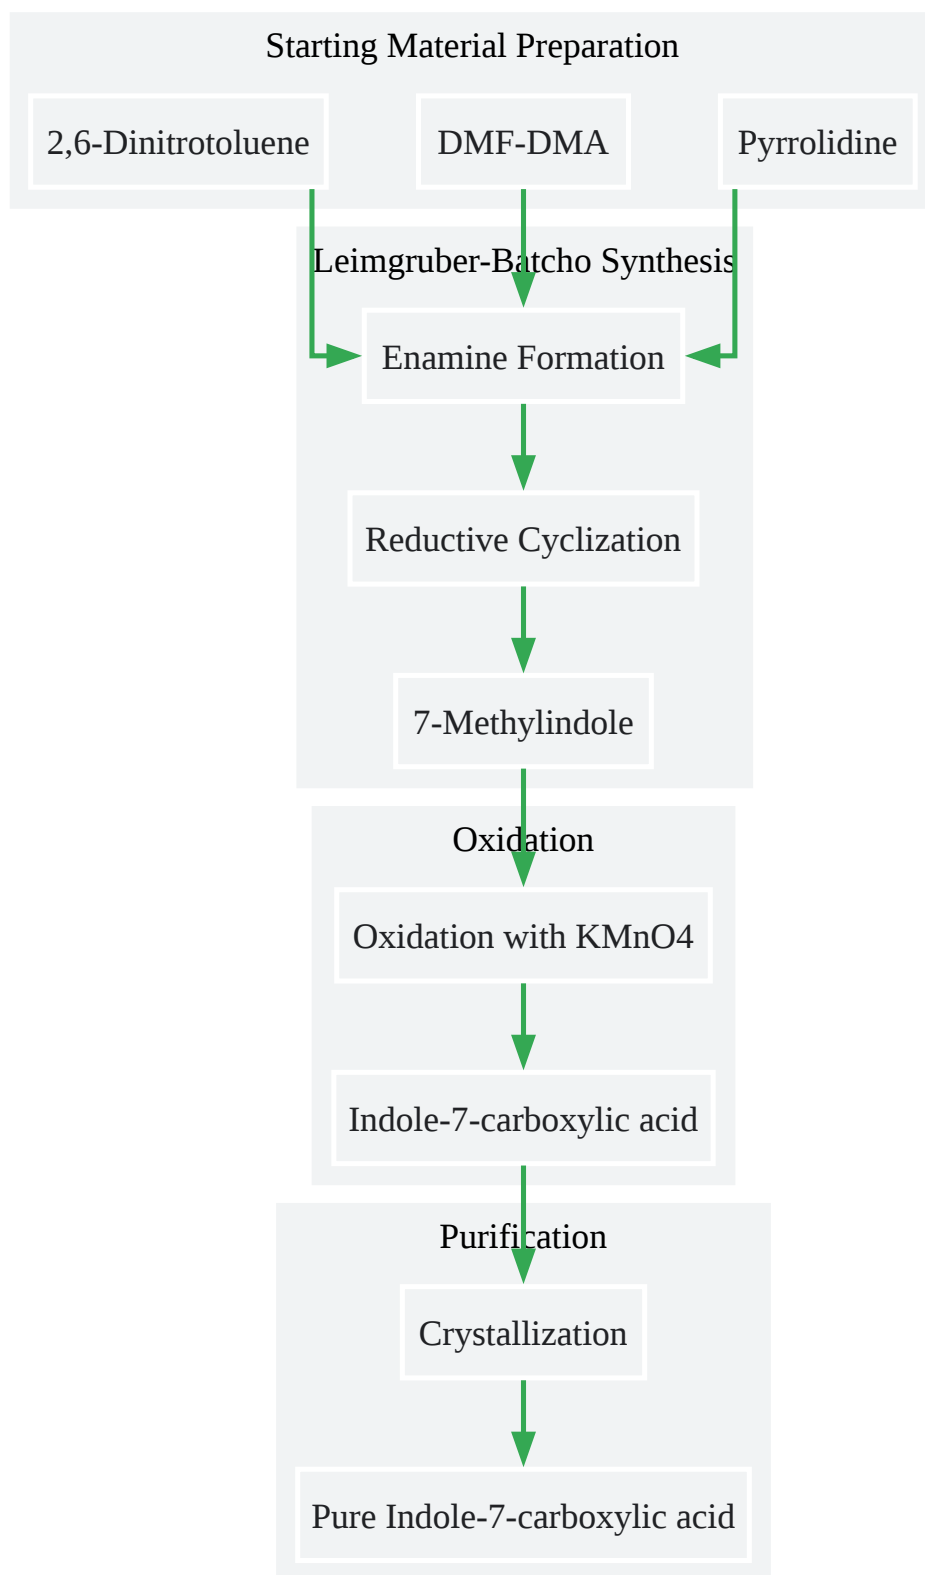 Starting Material Preparation
2,6-Dinitrotoluene
DMF-DMA
Pyrrolidine
Leimgruber-Batcho Synthesis
Enamine Formation
Reductive Cyclization
7-Methylindole
Oxidation
Oxidation with KMnO4
Indole-7-carboxylic acid
Purification
Crystallization
Pure Indole-7-carboxylic acid